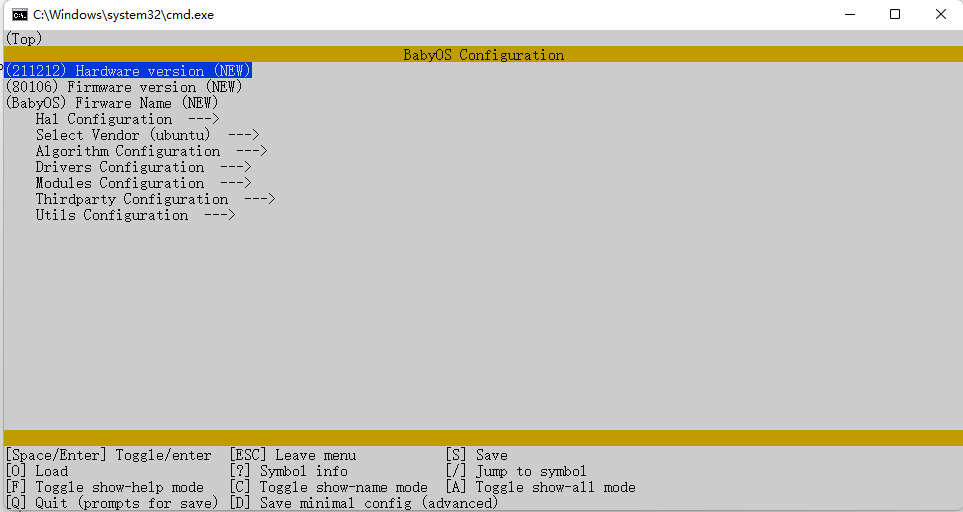 C:\Windows\system32\cmd.exe
(Top)
BabyOS Configuration
(211212) Hardware version (NEW)
(80106) Firmware version (NEW)
(BabyOS) Firware Name (NEW)
Hal Configuration --->
Select Vendor (ubuntu) --->
Algorithm Configuration --->
Drivers Configuration --->
Modules Configuration --->
Thirdparty Configuration --->
Utils Configuration --->
[Space/Enter] Toggle/enter [ESC] Leave menu [S] Save
[O] Load [?] Symbol info [/] Jump to symbol
[F] Toggle show-help mode [C] Toggle show-name mode [A] Toggle show-all mode
[Q] Quit (prompts for save) [D] Save minimal config (advanced)